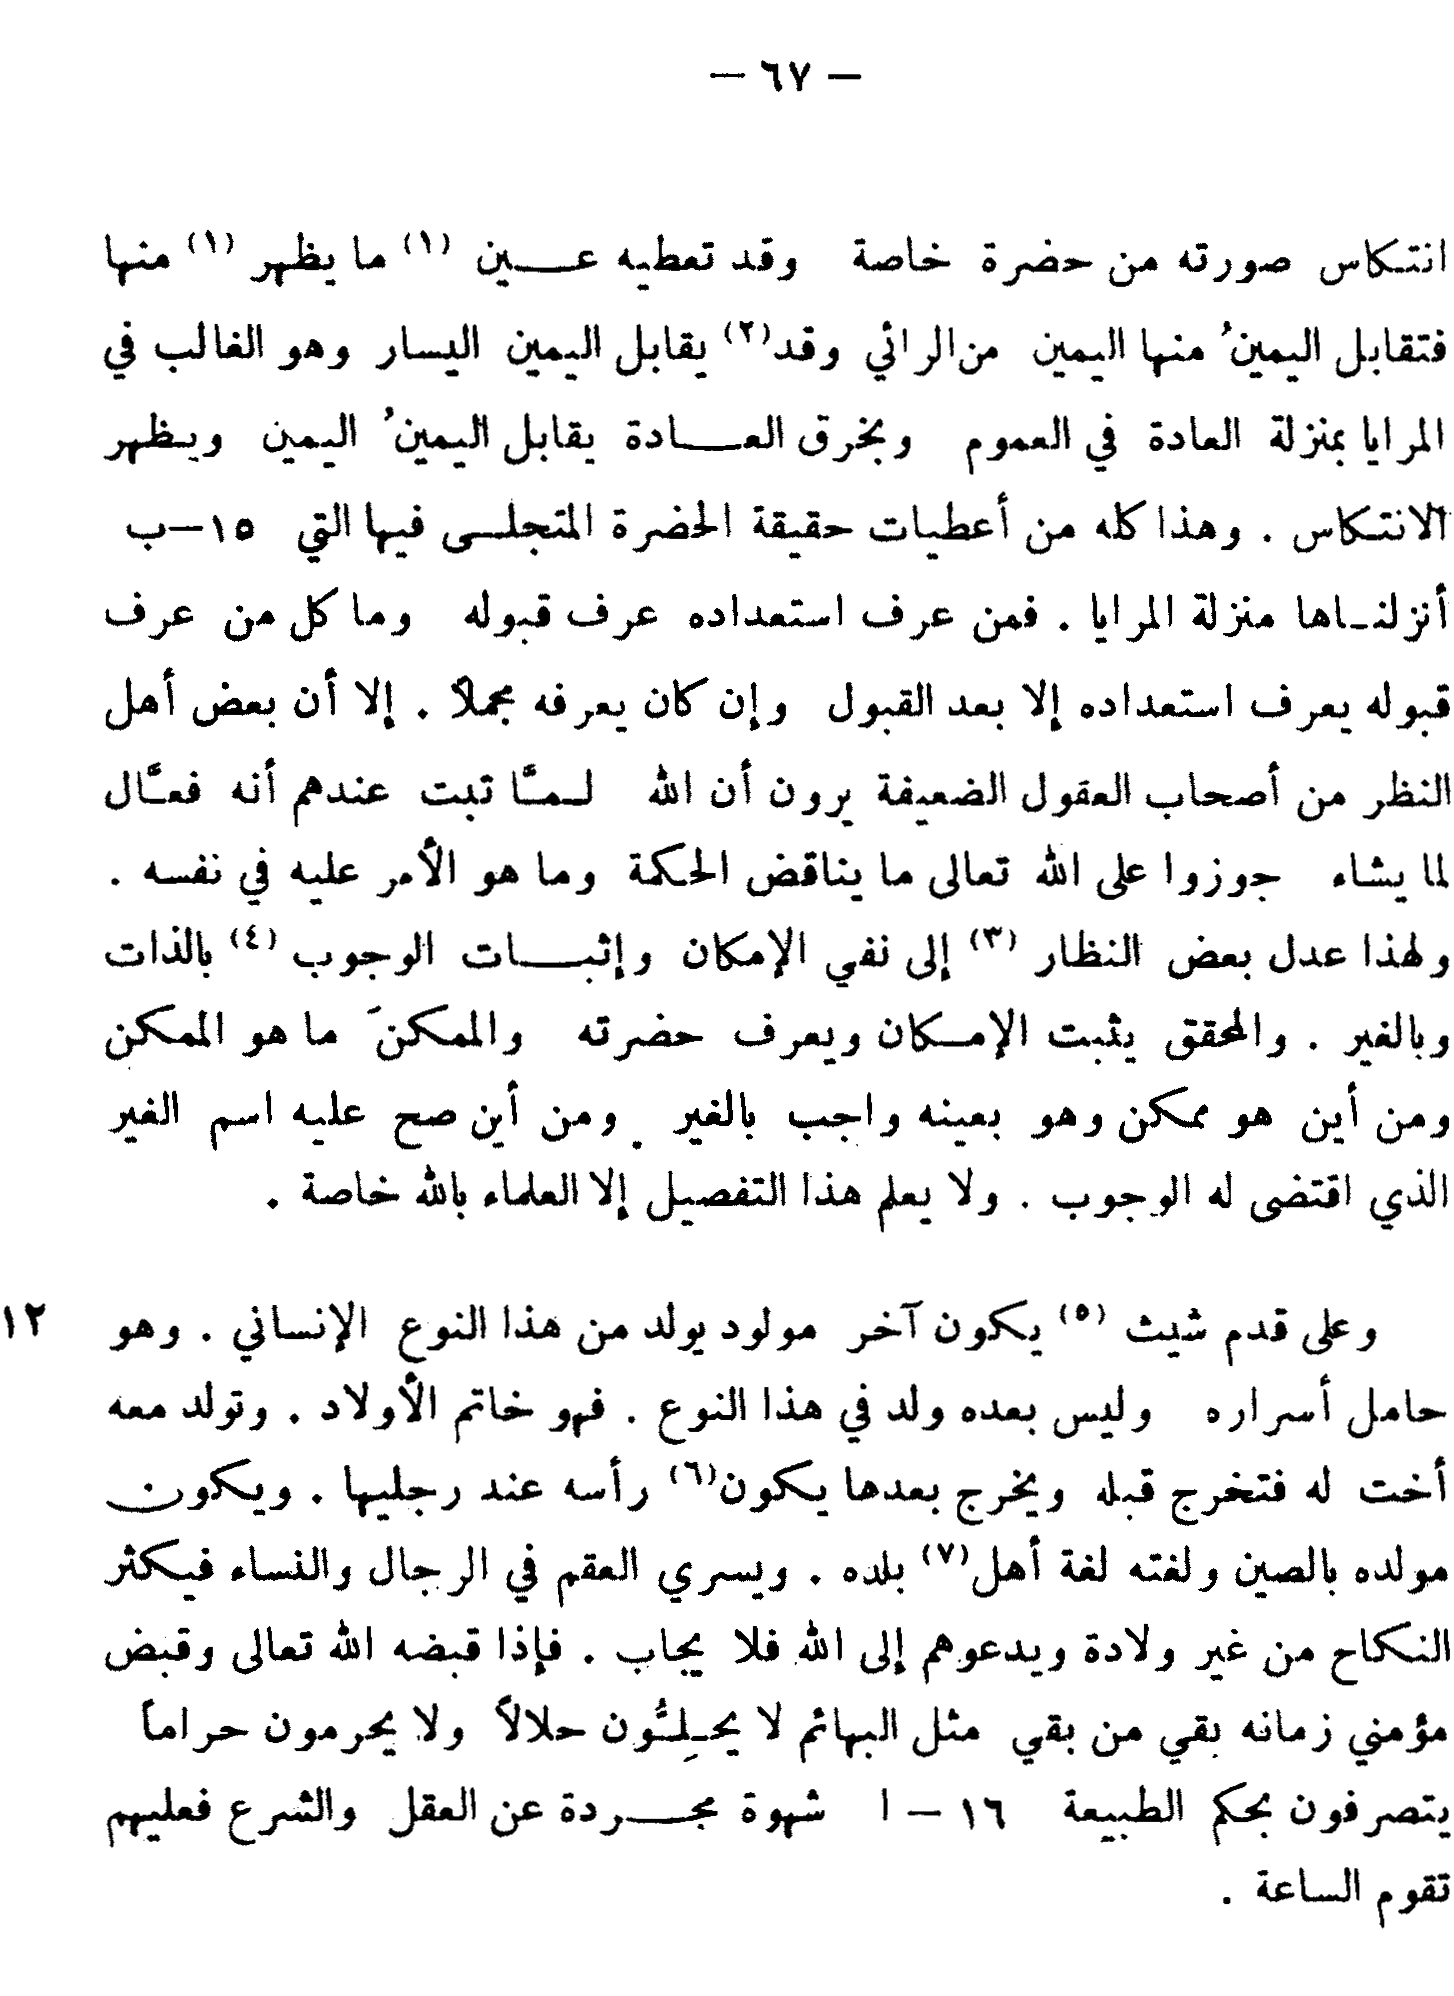 — ٦٧ —
انتكاس صورته من حضرة خاصة وقد تعطيه عين (١) ما يظهر (١) منها
فتقابل اليمينُ منها اليمين من الرائي وقد(٢) يقابل اليمين اليسار وهو الغالب في
المرايا بمنزلة العادة في العموم وبخرق العادة يقابل اليمينُ اليمين ويظهر
الانتكاس . وهذا كله من أعطيات حقيقة الحضرة المتجلى فيها التي ١٥–ب
أنزلناها منزلة المرايا . فمن عرف استعداده عرف قبوله وما كل من عرف
قبوله يعرف استعداده إلا بعد القبول وإن كان يعرفه مجملاً . إلا أن بعض أهل
النظر من أصحاب العقول الضعيفة يرون أن الله لمـَّا ثبت عندهم أنه فعَّال
لما يشاء جوزوا على الله تعالى ما يناقض الحكمة وما هو الأمر عليه في نفسه .
ولهذا عدل بعض النظار (٣) إلى نفي الإمكان وإثبات الوجوب (٤) بالذات
وبالغير . والمحقق يثبت الإمكان ويعرف حضرته والممكنَ ما هو الممكن
ومن أين هو ممكن وهو بعينه واجب بالغير . ومن أين صح عليه اسم الغير
الذي اقتضى له الوجوب . ولا يعلم هذا التفصيل إلا العلماء بالله خاصة .
وعلى قدم شيث (٥) يكون آخر مولود يولد من هذا النوع الإنساني . وهو ١٢
حامل أسراره وليس بعده ولد في هذا النوع . فهو خاتم الأولاد . وتولد معه
أخت له فتخرج قبله ويخرج بعدها يكون(٦) رأسه عند رجليها . ويكون
مولده بالصين ولغته لغة أهل(٧) بلده . ويسري العقم في الرجال والنساء فيكثر
النكاح من غير ولادة ويدعوهم إلى الله فلا يجاب . فإذا قبضه الله تعالى وقبض
مؤمني زمانه بقي من بقي مثل البهائم لا يحِلـُّون حلالاً ولا يحرمون حراماً
يتصرفون بحكم الطبيعة ١٦ – ا شهوة مجردة عن العقل والشرع فعليهم
تقوم الساعة .